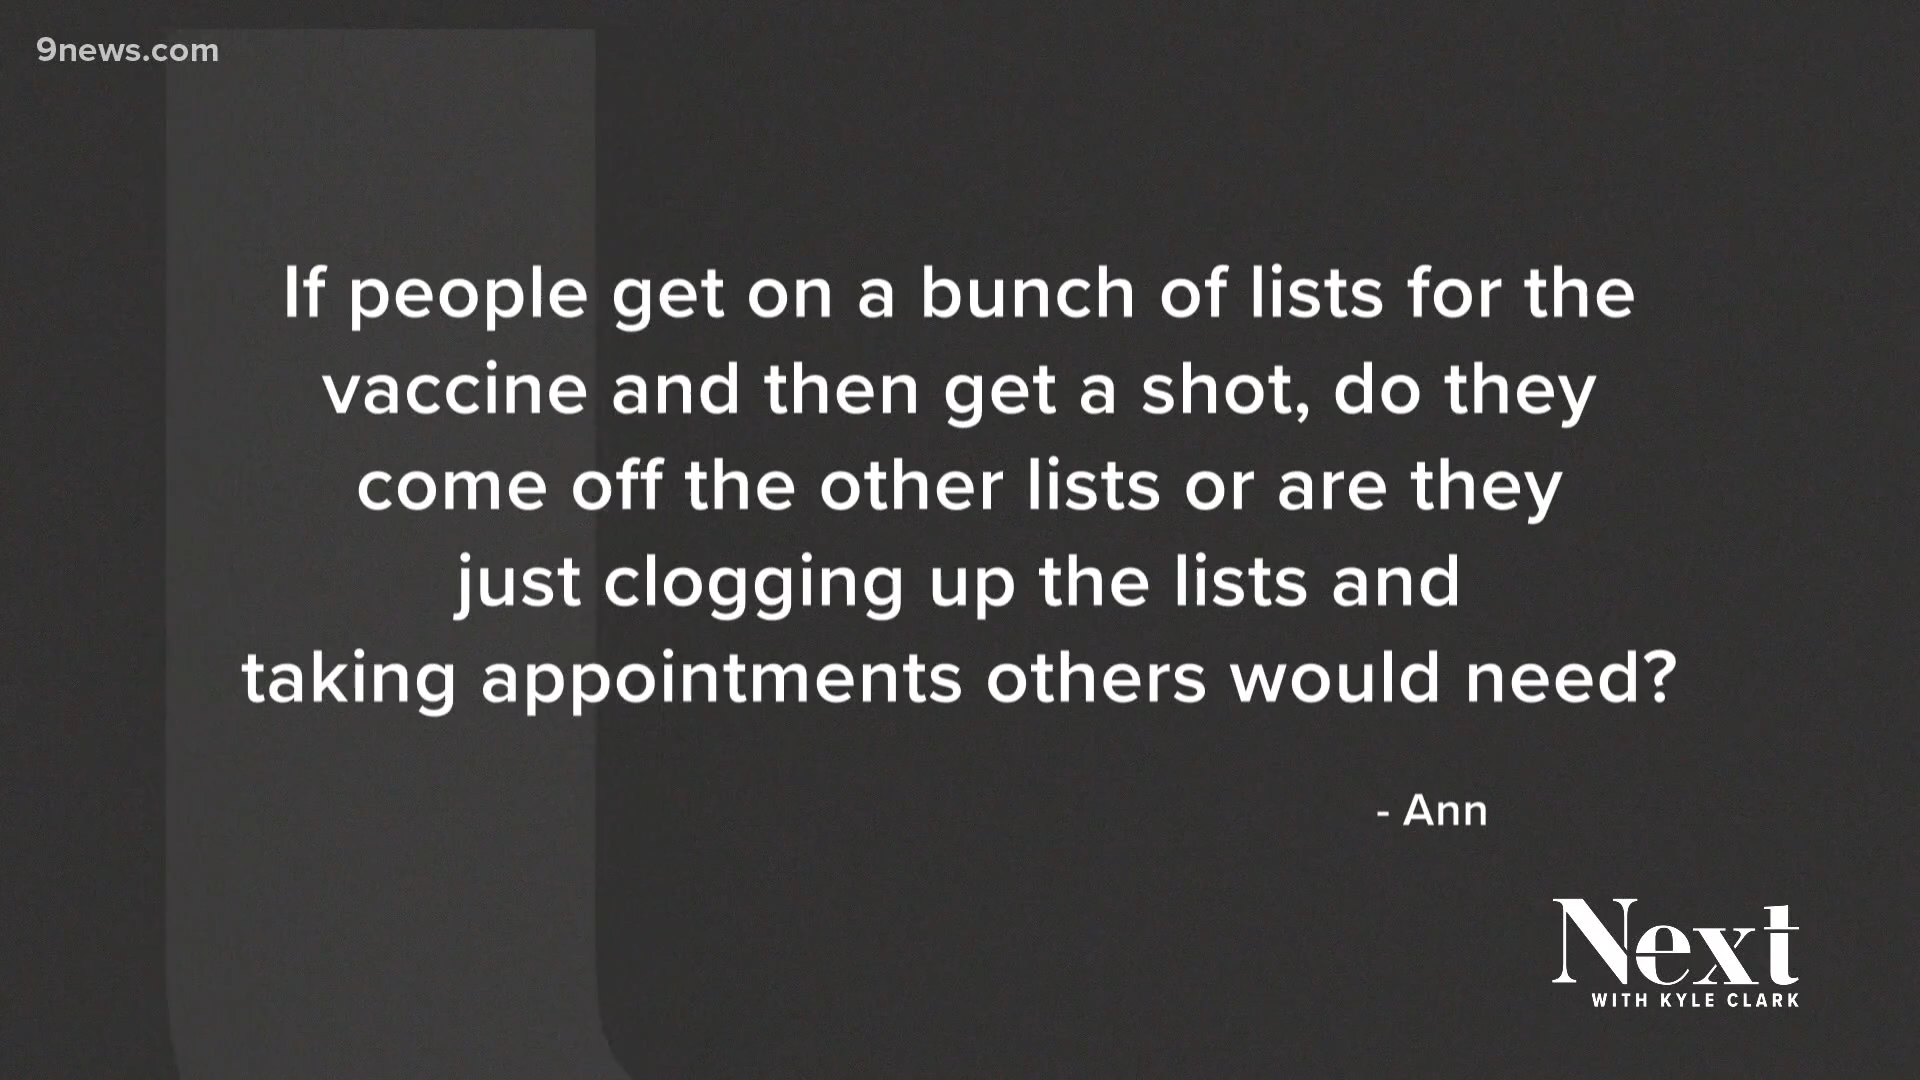 9news.com
If people get on a bunch of lists for the
vaccine and then get a shot, do they
come off the other lists or are they
just clogging up the lists and
taking appointments others would need?
- Ann
Next
WITH KYLE CLARK